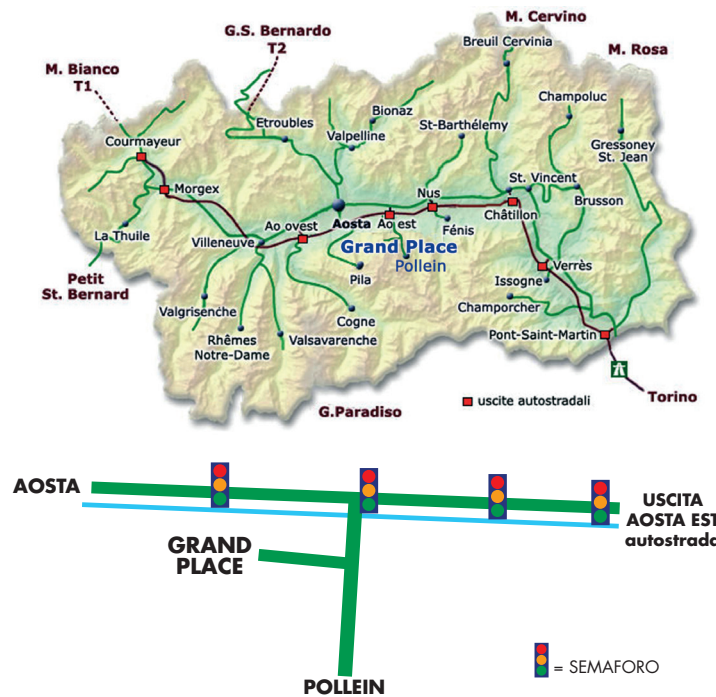 M. Cervino
G.S. Bernardo
T2
M. Rosa
Breuil Cervinia
M. Bianco
T1
Champoluc
Bionaz
Etroubles
Valpelline
St-Barthélemy
Courmayeur
Gressoney
St. Jean
Morgex
Nus
St. Vincent
Brusson
Aosta
Ao est
Châtillon
La Thuile
Ao ovest
Villeneuve
Fénis
Grand Place
Pollein
Petit
St. Bernard
Pila
Verrès
Issogne
Valgrisenche
Champorcher
Cogne
Rhêmes
Notre-Dame
Valsavarenche
Pont-Saint-Martin
G.Paradiso
uscite autostradali
Torino
AOSTA
USCITA
AOSTA EST
autostrada
GRAND
PLACE
POLLEIN
= SEMAFORO